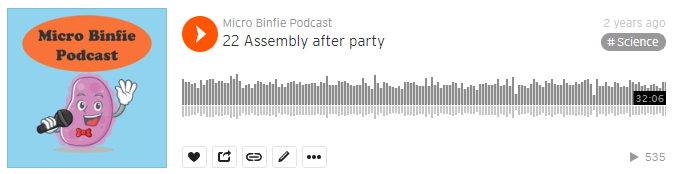 Micro Binfie
Podcast
Micro Binfie Podcast
2 years ago
22 Assembly after party
# Science
32:06
535